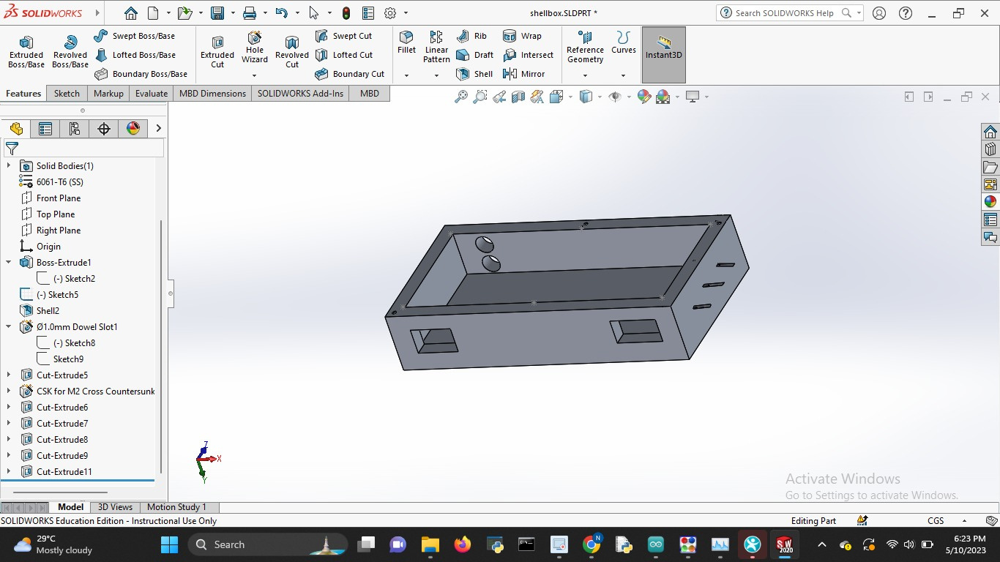 SOLIDWORKS
shellbox.SLDPRT *
Search SOLIDWORKS Help
Extruded Boss/Base
Revolved Boss/Base
Swept Boss/Base
Lofted Boss/Base
Boundary Boss/Base
Extruded Cut
Hole Wizard
Revolved Cut
Swept Cut
Lofted Cut
Boundary Cut
Fillet
Linear Pattern
Rib
Draft
Shell
Wrap
Intersect
Mirror
Reference Geometry
Curves
Instant3D
Features
Sketch
Markup
Evaluate
MBD Dimensions
SOLIDWORKS Add-Ins
MBD
Solid Bodies(1)
6061-T6 (SS)
Front Plane
Top Plane
Right Plane
Origin
Boss-Extrude1
(-) Sketch2
(-) Sketch5
Shell2
Ø1.0mm Dowel Slot1
(-) Sketch8
Sketch9
Cut-Extrude5
CSK for M2 Cross Countersunk
Cut-Extrude6
Cut-Extrude7
Cut-Extrude8
Cut-Extrude9
Cut-Extrude11
Z
X
Y
Activate Windows
Go to Settings to activate Windows.
Model
3D Views
Motion Study 1
SOLIDWORKS Education Edition - Instructional Use Only
Editing Part
CGS
29°C
Mostly cloudy
Search
N
SW
2020
6:23 PM
5/10/2023